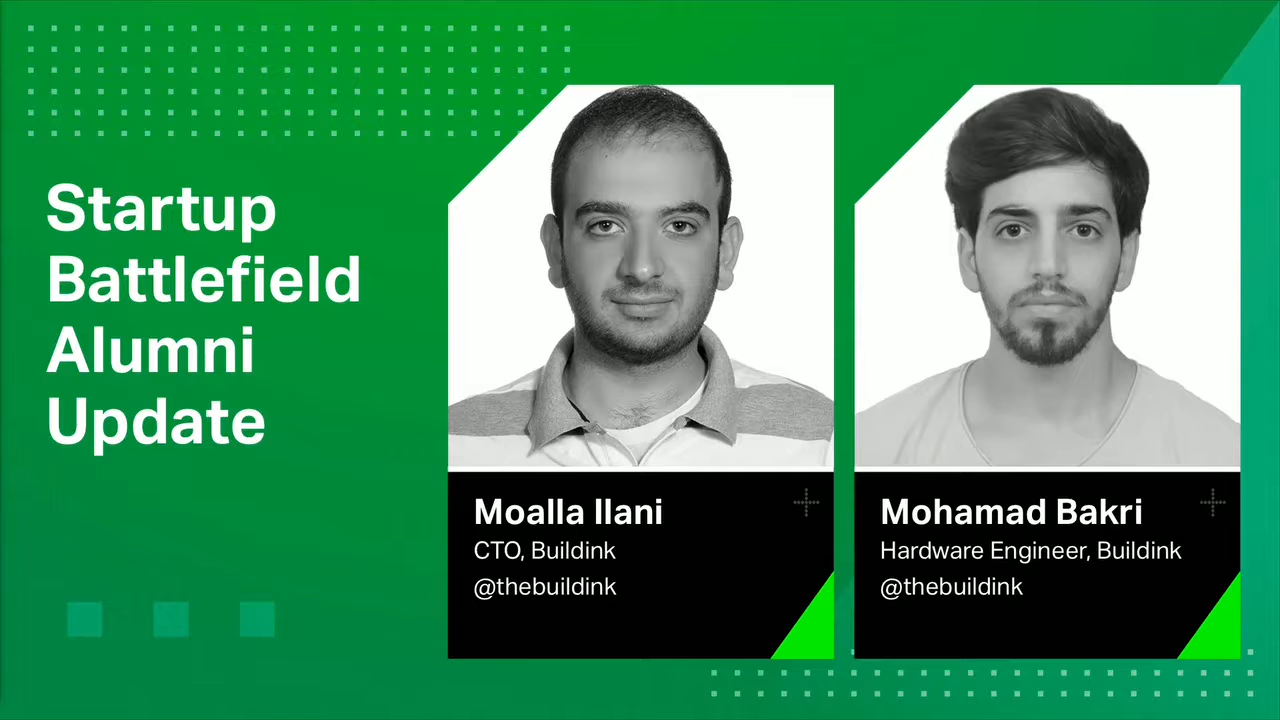 Startup
Battlefield
Alumni
Update
Moalla Ilani
CTO, Buildink
@thebuildink
Mohamad Bakri
Hardware Engineer, Buildink
@thebuildink